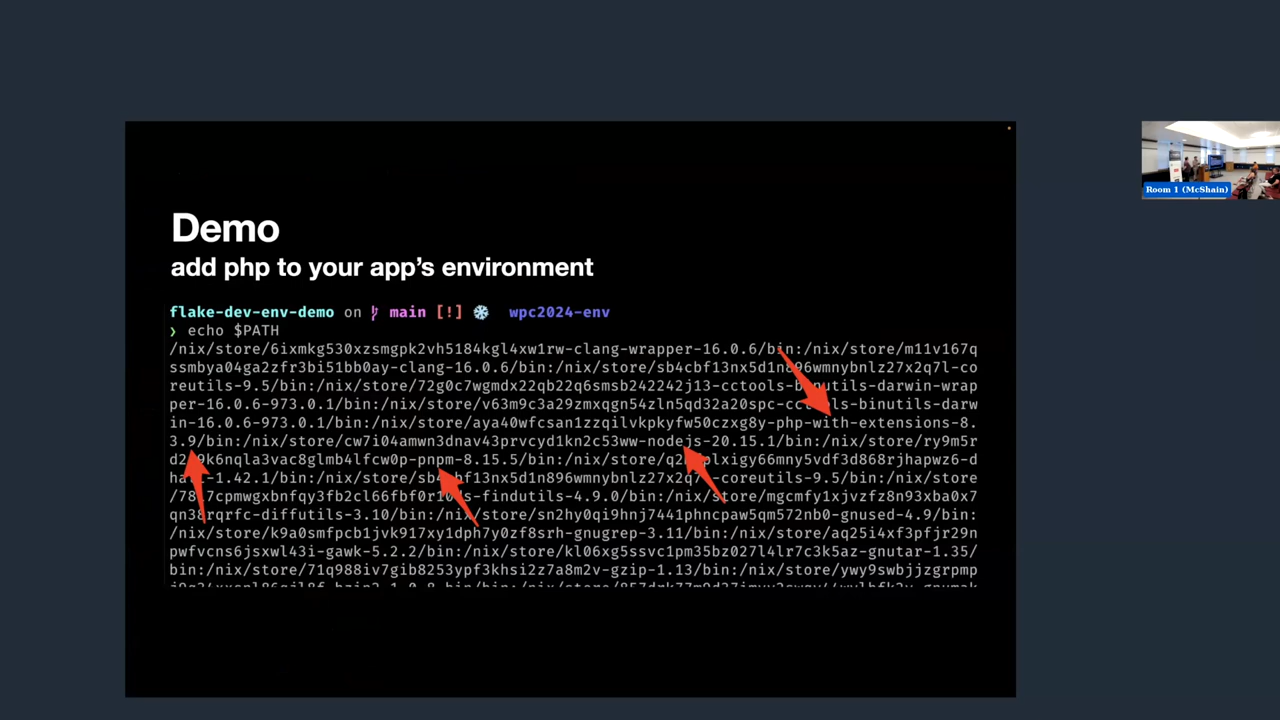 Demo
add php to your app's environment
flake-dev-env-demo on main [!] wpc2024-env
❯ echo $PATH
/nix/store/6ixmkg530xzsmgpk2vh5184kgl4xw1rw-clang-wrapper-16.0.6/bin:/nix/store/m11v167q
ssmbya04ga2zfr3bi51bb0ay-clang-16.0.6/bin:/nix/store/sb4cbf13nx5d1n896wmnybnlz27x2q7l-co
reutils-9.5/bin:/nix/store/72g0c7wgmdx22qb22q6smsb242242j13-cctools-binutils-darwin-wrap
per-16.0.6-973.0.1/bin:/nix/store/v63m9c3a29zmxqgn54zln5qd32a20spc-cctools-binutils-darw
in-16.0.6-973.0.1/bin:/nix/store/aya40wfcsan1zzqilvkpkyfw50czxg8y-php-with-extensions-8.
3.9/bin:/nix/store/cw7i04amwn3dnav43prvcyd1kn2c53ww-nodejs-20.15.1/bin:/nix/store/ry9m5r
-pnpm-8.15.5/bin:/nix/store/
-1.42.1/bin:/nix/store/ -coreutils-9.5/bin:/nix/store
-findutils-4.9.0/bin:/nix/store/mgcmfy1xjvzfz8n93xba0x7
-diffutils-3.10/bin:/nix/store/sn2hy0qi9hnj7441phncpaw5qm572nb0-gnused-4.9/bin:
/nix/store/k9a0smfpcb1jvk917xy1dph7y0zf8srh-gnugrep-3.11/bin:/nix/store/aq25i4xf3pfjr29n
pwfvcns6jsxwl43i-gawk-5.2.2/bin:/nix/store/kl06xg5ssvc1pm35bz027l4lr7c3k5az-gnutar-1.35/
bin:/nix/store/71q988iv7gib8253ypf3khsi2z7a8m2v-gzip-1.13/bin:/nix/store/ywy9swbjjzgrpmp
Room 1 (McShain)